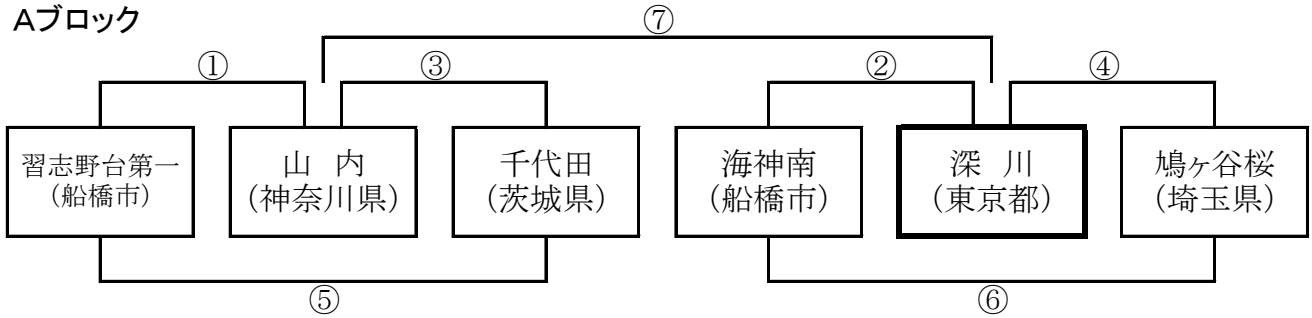 Aブロック
⑦
① ③ ② ④
習志野台第一
(船橋市)
山 内
(神奈川県)
千代田
(茨城県)
海神南
(船橋市)
深 川
(東京都)
鳩ヶ谷桜
(埼玉県)
⑤ ⑥